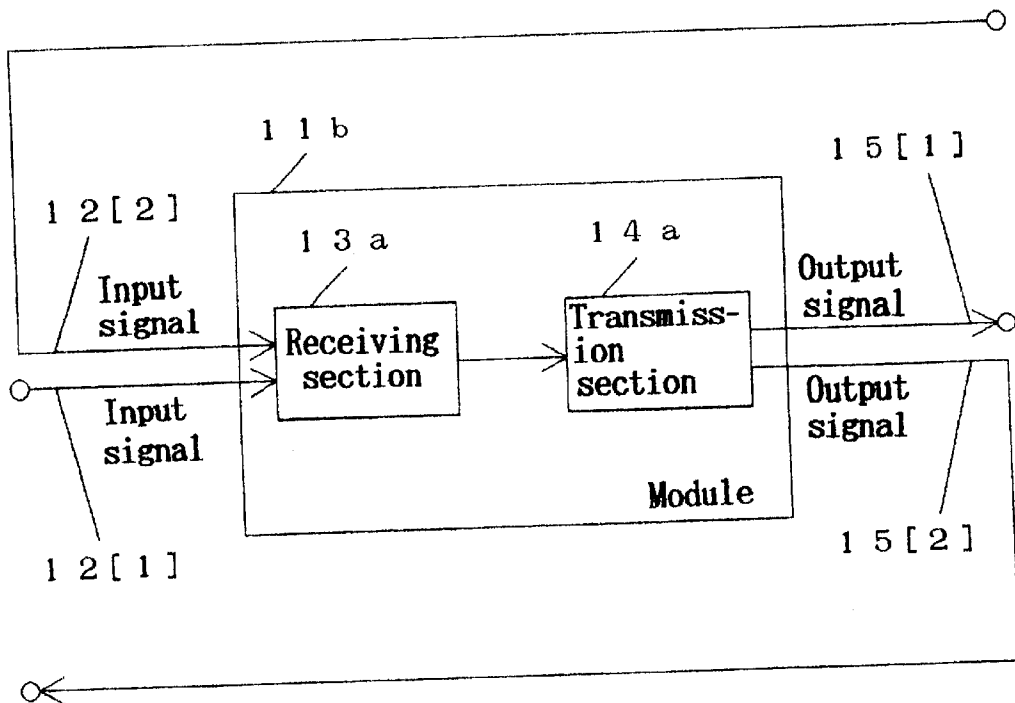 1 1 b
1 5 [ 1 ]
1 2 [ 2 ]
1 3 a
1 4 a
Input
signal
Output
signal
Receiving
section
Transmiss-
ion
section
Input
signal
Output
signal
Module
1 2 [ 1 ]
1 5 [ 2 ]